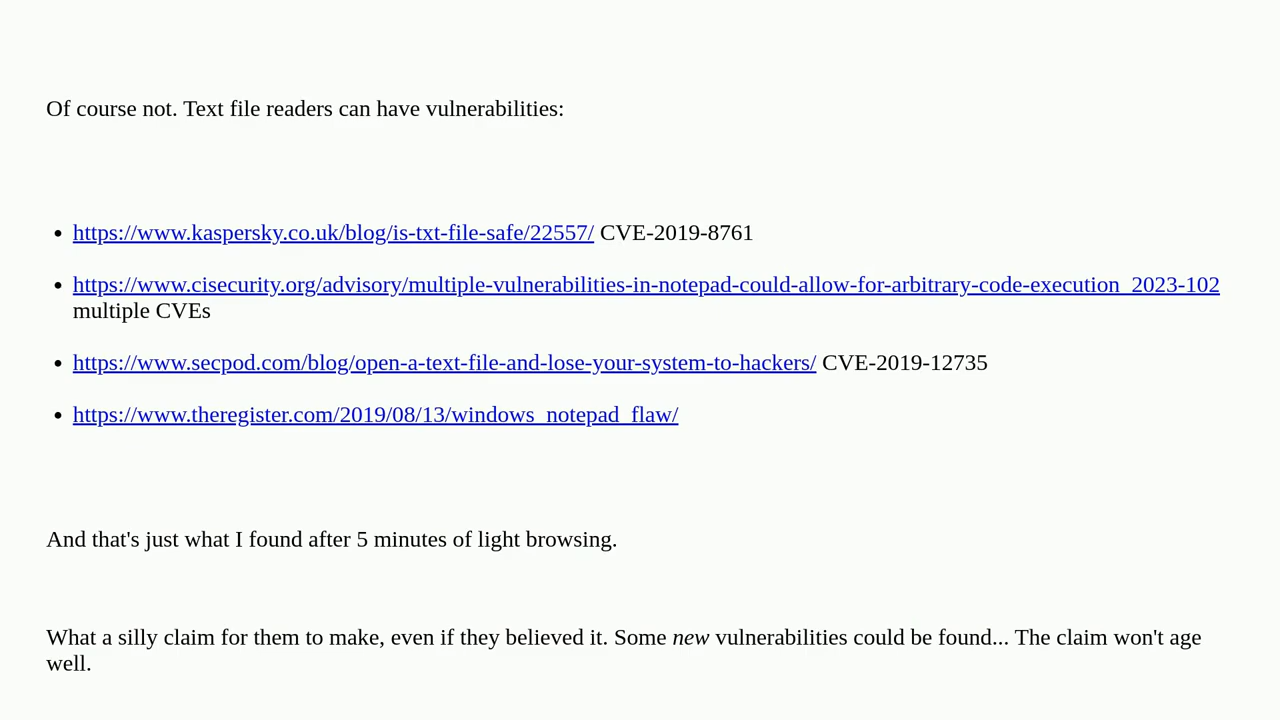 Of course not. Text file readers can have vulnerabilities:
• https://www.kaspersky.co.uk/blog/is-txt-file-safe/22557/ CVE-2019-8761
• https://www.cisecurity.org/advisory/multiple-vulnerabilities-in-notepad-could-allow-for-arbitrary-code-execution_2023-102
multiple CVEs
• https://www.secpod.com/blog/open-a-text-file-and-lose-your-system-to-hackers/ CVE-2019-12735
• https://www.theregister.com/2019/08/13/windows_notepad_flaw/
And that's just what I found after 5 minutes of light browsing.
What a silly claim for them to make, even if they believed it. Some new vulnerabilities could be found... The claim won't age
well.